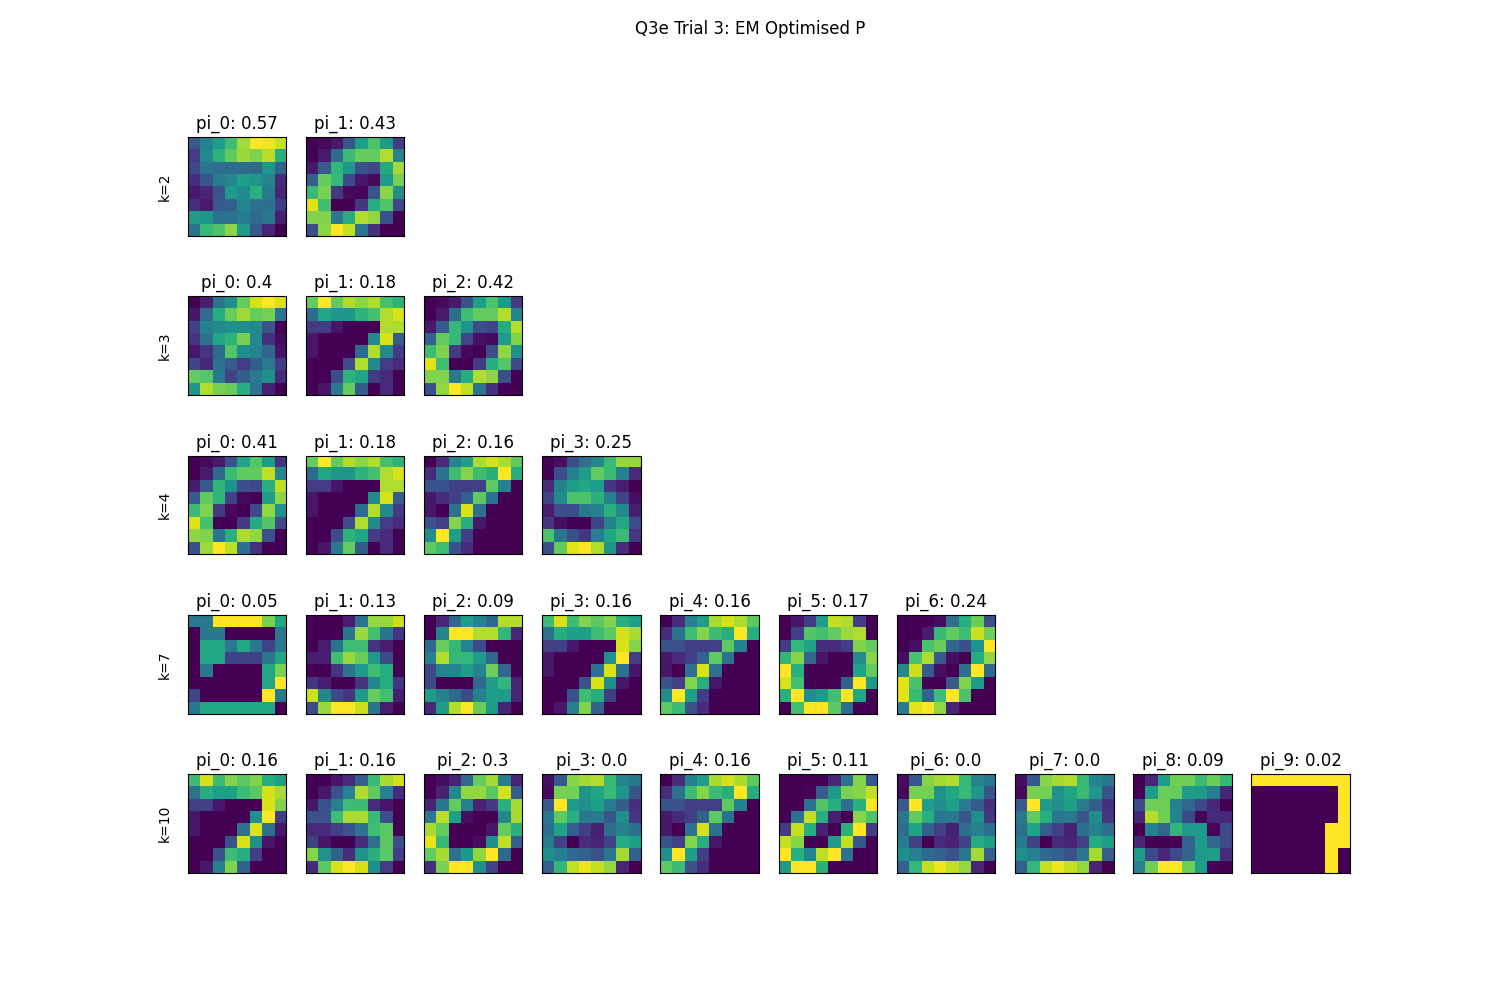 Q3e Trial 3: EM Optimised P
pi_0: 0.57 pi_1: 0.43
k=2
pi_0: 0.4 pi_1: 0.18 pi_2: 0.42
k=3
pi_0: 0.41 pi_1: 0.18 pi_2: 0.16 pi_3: 0.25
k=4
pi_0: 0.05 pi_1: 0.13 pi_2: 0.09 pi_3: 0.16 pi_4: 0.16 pi_5: 0.17 pi_6: 0.24
k=7
pi_0: 0.16 pi_1: 0.16 pi_2: 0.3 pi_3: 0.0 pi_4: 0.16 pi_5: 0.11 pi_6: 0.0 pi_7: 0.0 pi_8: 0.09 pi_9: 0.02
k=10